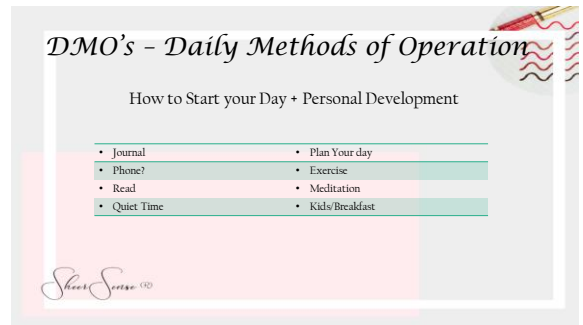 DMO's – Daily Methods of Operation
How to Start your Day + Personal Development
• Journal • Plan Your day
• Phone? • Exercise
• Read • Meditation
• Quiet Time • Kids/Breakfast
Sheer Sense